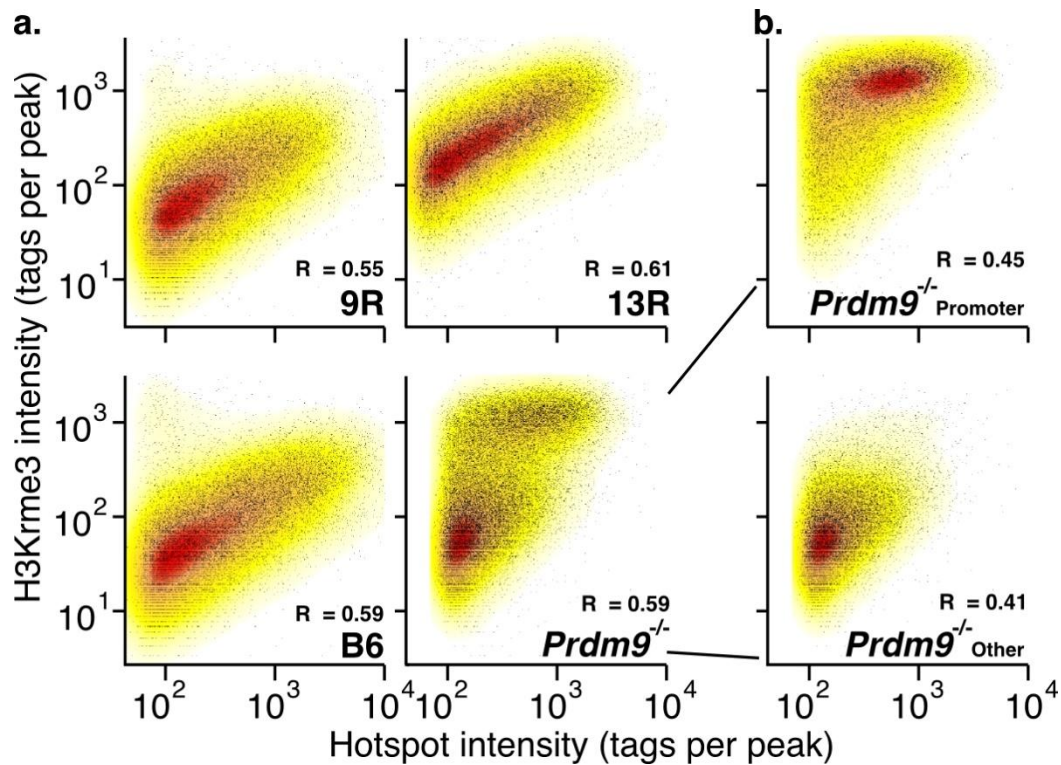 a.
b.
H3Krme3 intensity (tags per peak)
10³
10²
10¹
R = 0.55
9R
R = 0.61
13R
R = 0.45
Prdm9⁻/⁻ Promoter
10³
10²
10¹
R = 0.59
B6
R = 0.59
Prdm9⁻/⁻
R = 0.41
Prdm9⁻/⁻ Other
10² 10³ 4 10² 10³ 10⁴ 10² 10³ 10⁴
Hotspot intensity (tags per peak)